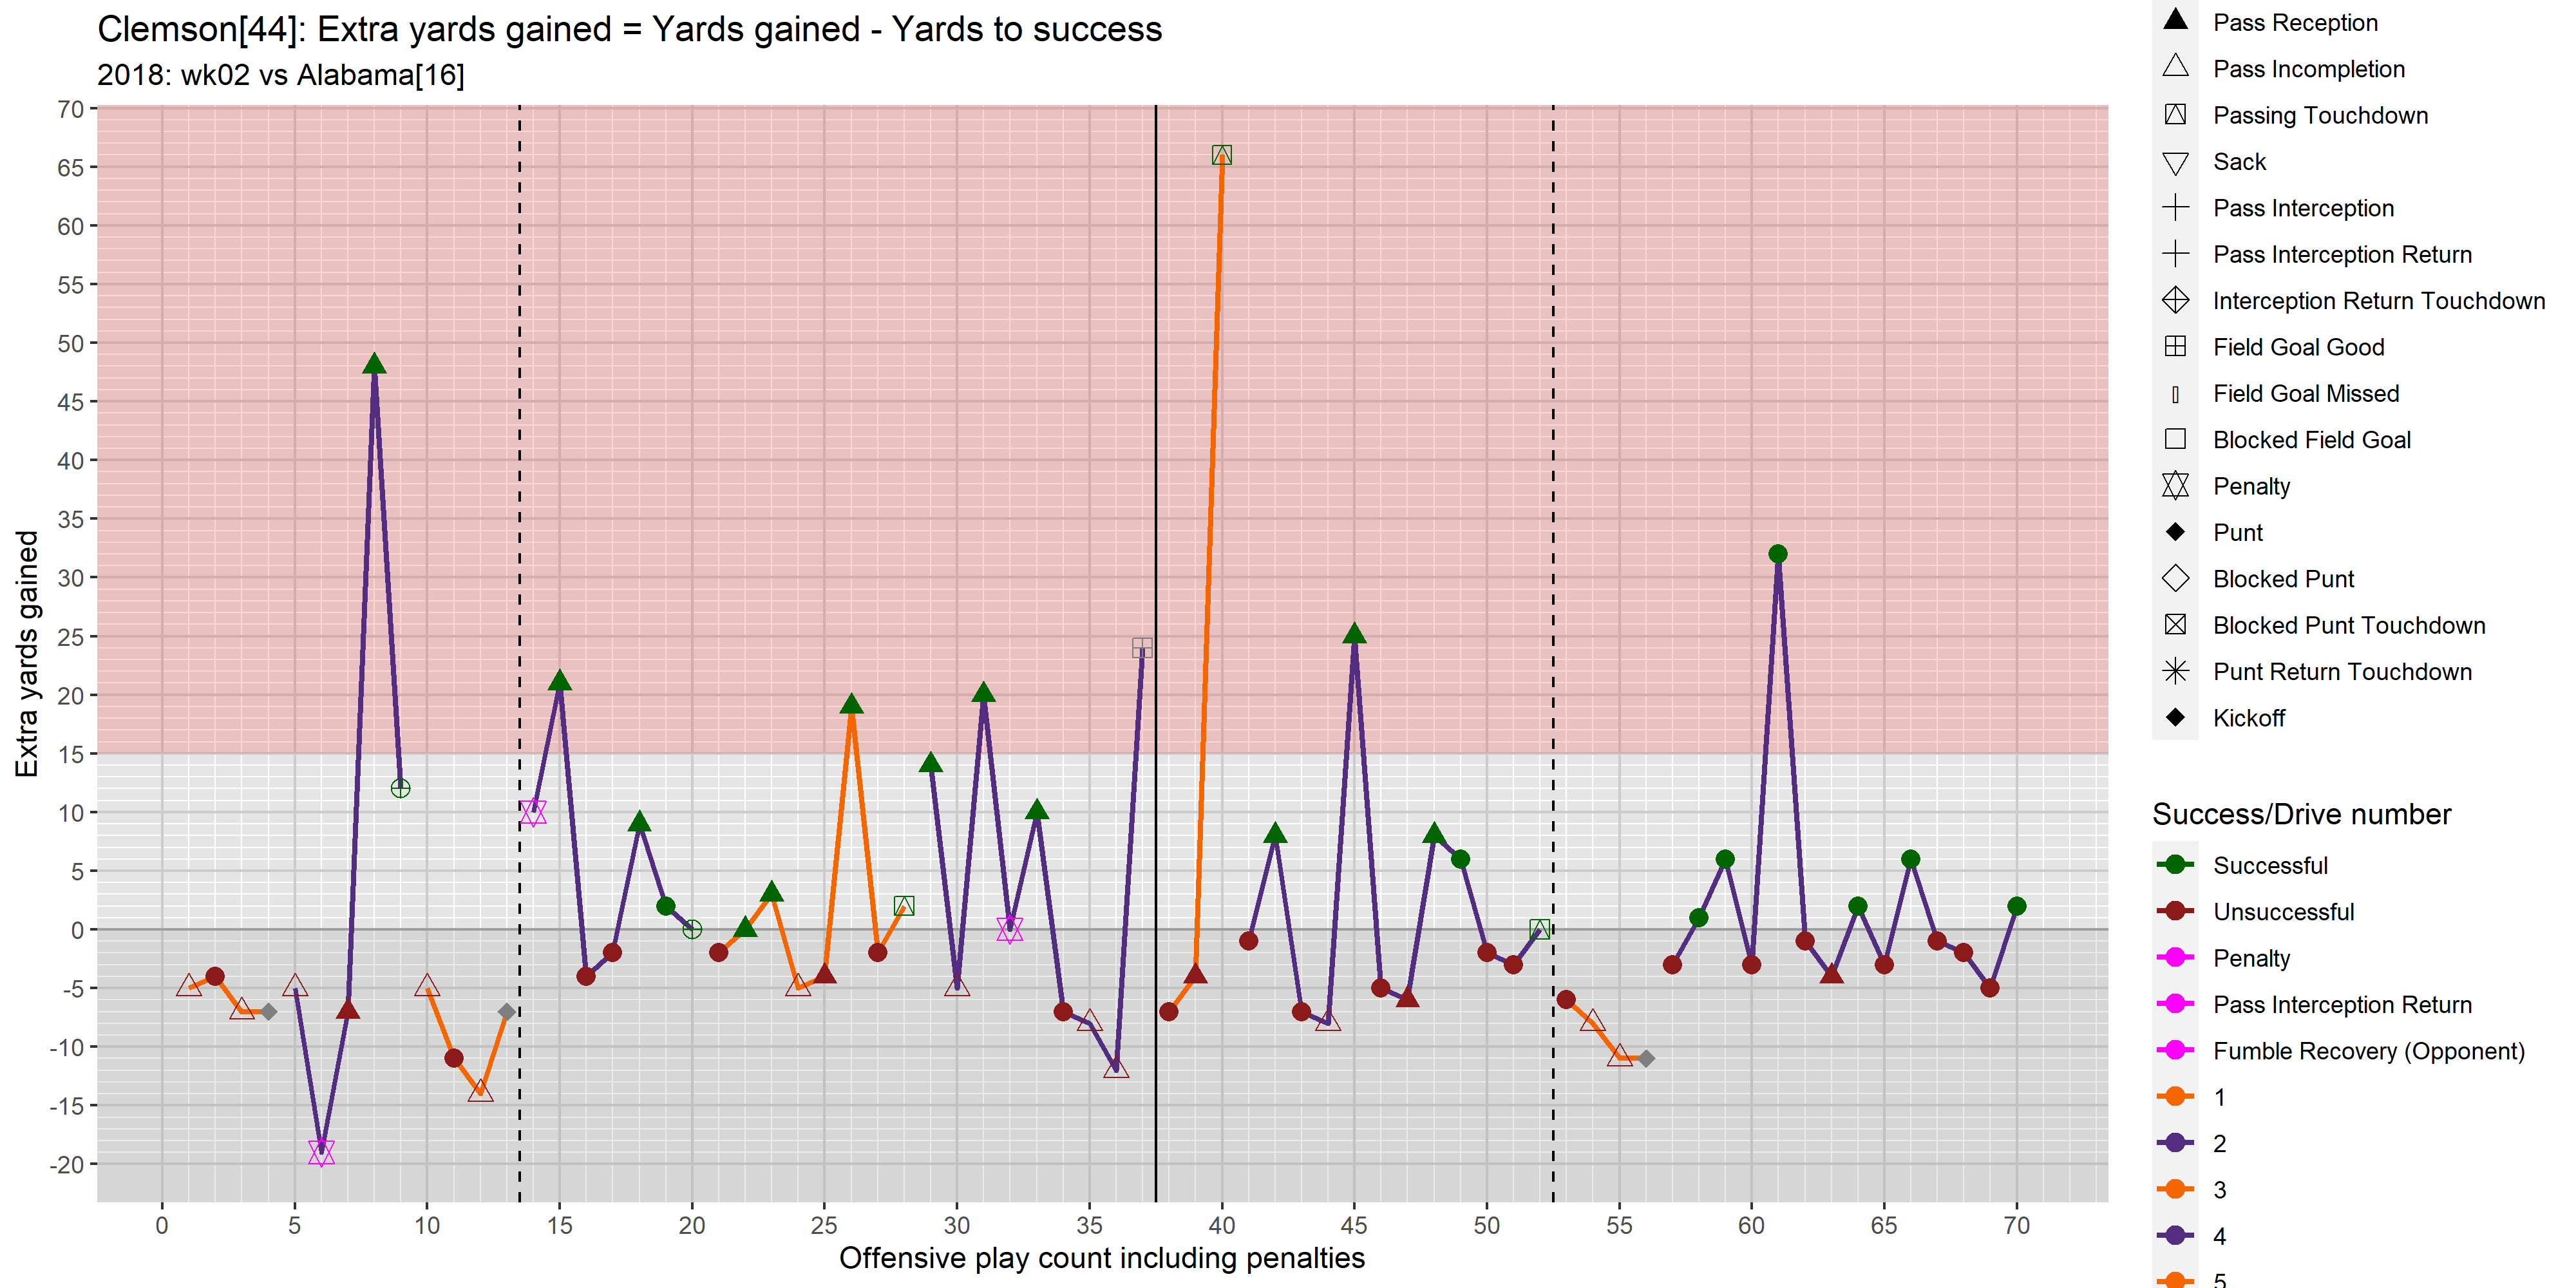 Clemson[44]: Extra yards gained = Yards gained - Yards to success
2018: wk02 vs Alabama[16]
Extra yards gained
70
65
60
55
50
45
40
35
30
25
20
15
10
5
0
-5
-10
-15
-20
0 5 10 15 20 25 30 35 40 45 50 55 60 65 70
Offensive play count including penalties
Pass Reception
Pass Incompletion
Passing Touchdown
Sack
Pass Interception
Pass Interception Return
Interception Return Touchdown
Field Goal Good
Field Goal Missed
Blocked Field Goal
Penalty
Punt
Blocked Punt
Blocked Punt Touchdown
Punt Return Touchdown
Kickoff
Success/Drive number
Successful
Unsuccessful
Penalty
Pass Interception Return
Fumble Recovery (Opponent)
1
2
3
4
5